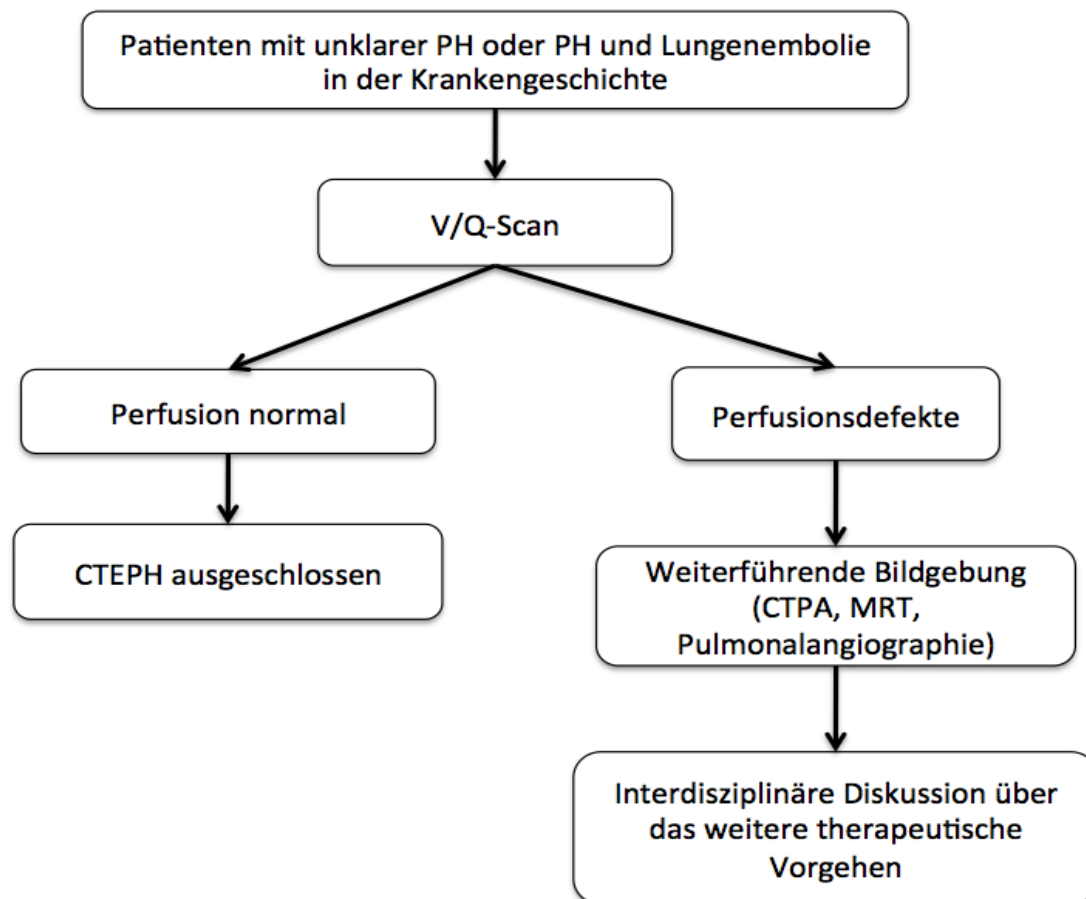 Patienten mit unklarer PH oder PH und Lungenembolie
in der Krankengeschichte
V/Q-Scan
Perfusion normal
Perfusionsdefekte
CTEPH ausgeschlossen
Weiterführende Bildgebung
(CTPA, MRT,
Pulmonalangiographie)
Interdisziplinäre Diskussion über
das weitere therapeutische
Vorgehen